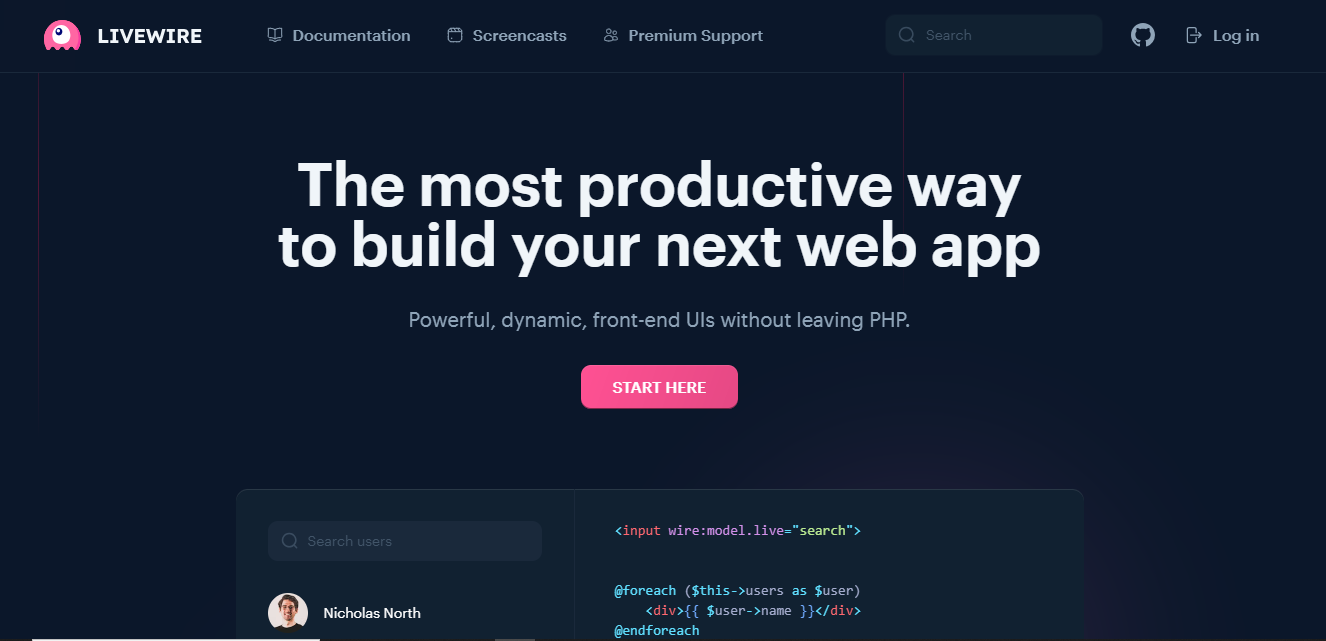 LIVEWIRE
Documentation
Screencasts
Premium Support
Search
Log in
The most productive way
to build your next web app
Powerful, dynamic, front-end UIs without leaving PHP.
START HERE
Search users
Nicholas North
<input wire:model.live="search">
@foreach ($this->users as $user)
    <div>{{ $user->name }}</div>
@endforeach